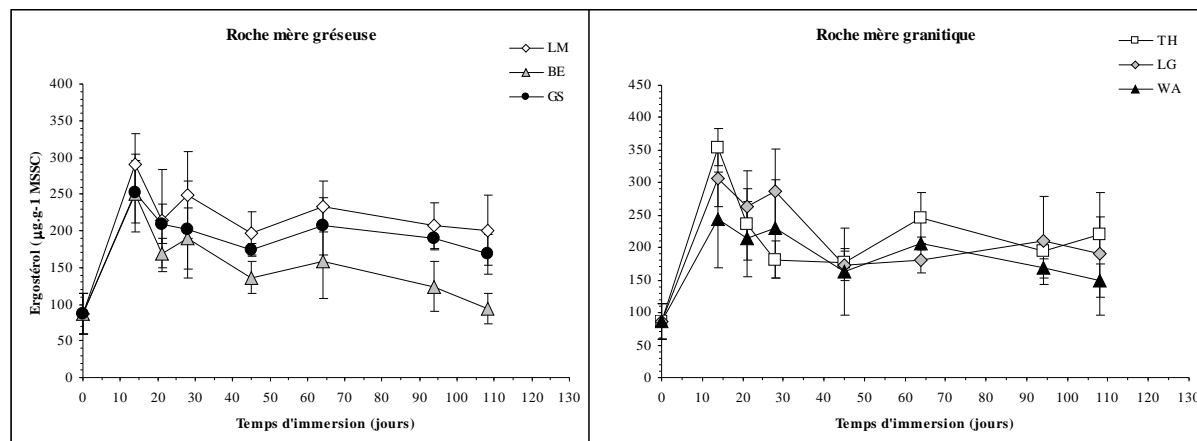 Roche mère gréseuse
LM
BE
GS
Ergostérol (µg.g-1 MSSC)
400
350
300
250
200
150
100
50
0
0 10 20 30 40 50 60 70 80 90 100 110 120 130
Temps d'immersion (jours)
Roche mère granitique
TH
LG
WA
450
400
350
300
250
200
150
100
50
0
0 10 20 30 40 50 60 70 80 90 100 110 120 130
Temps d'immersion (jours)